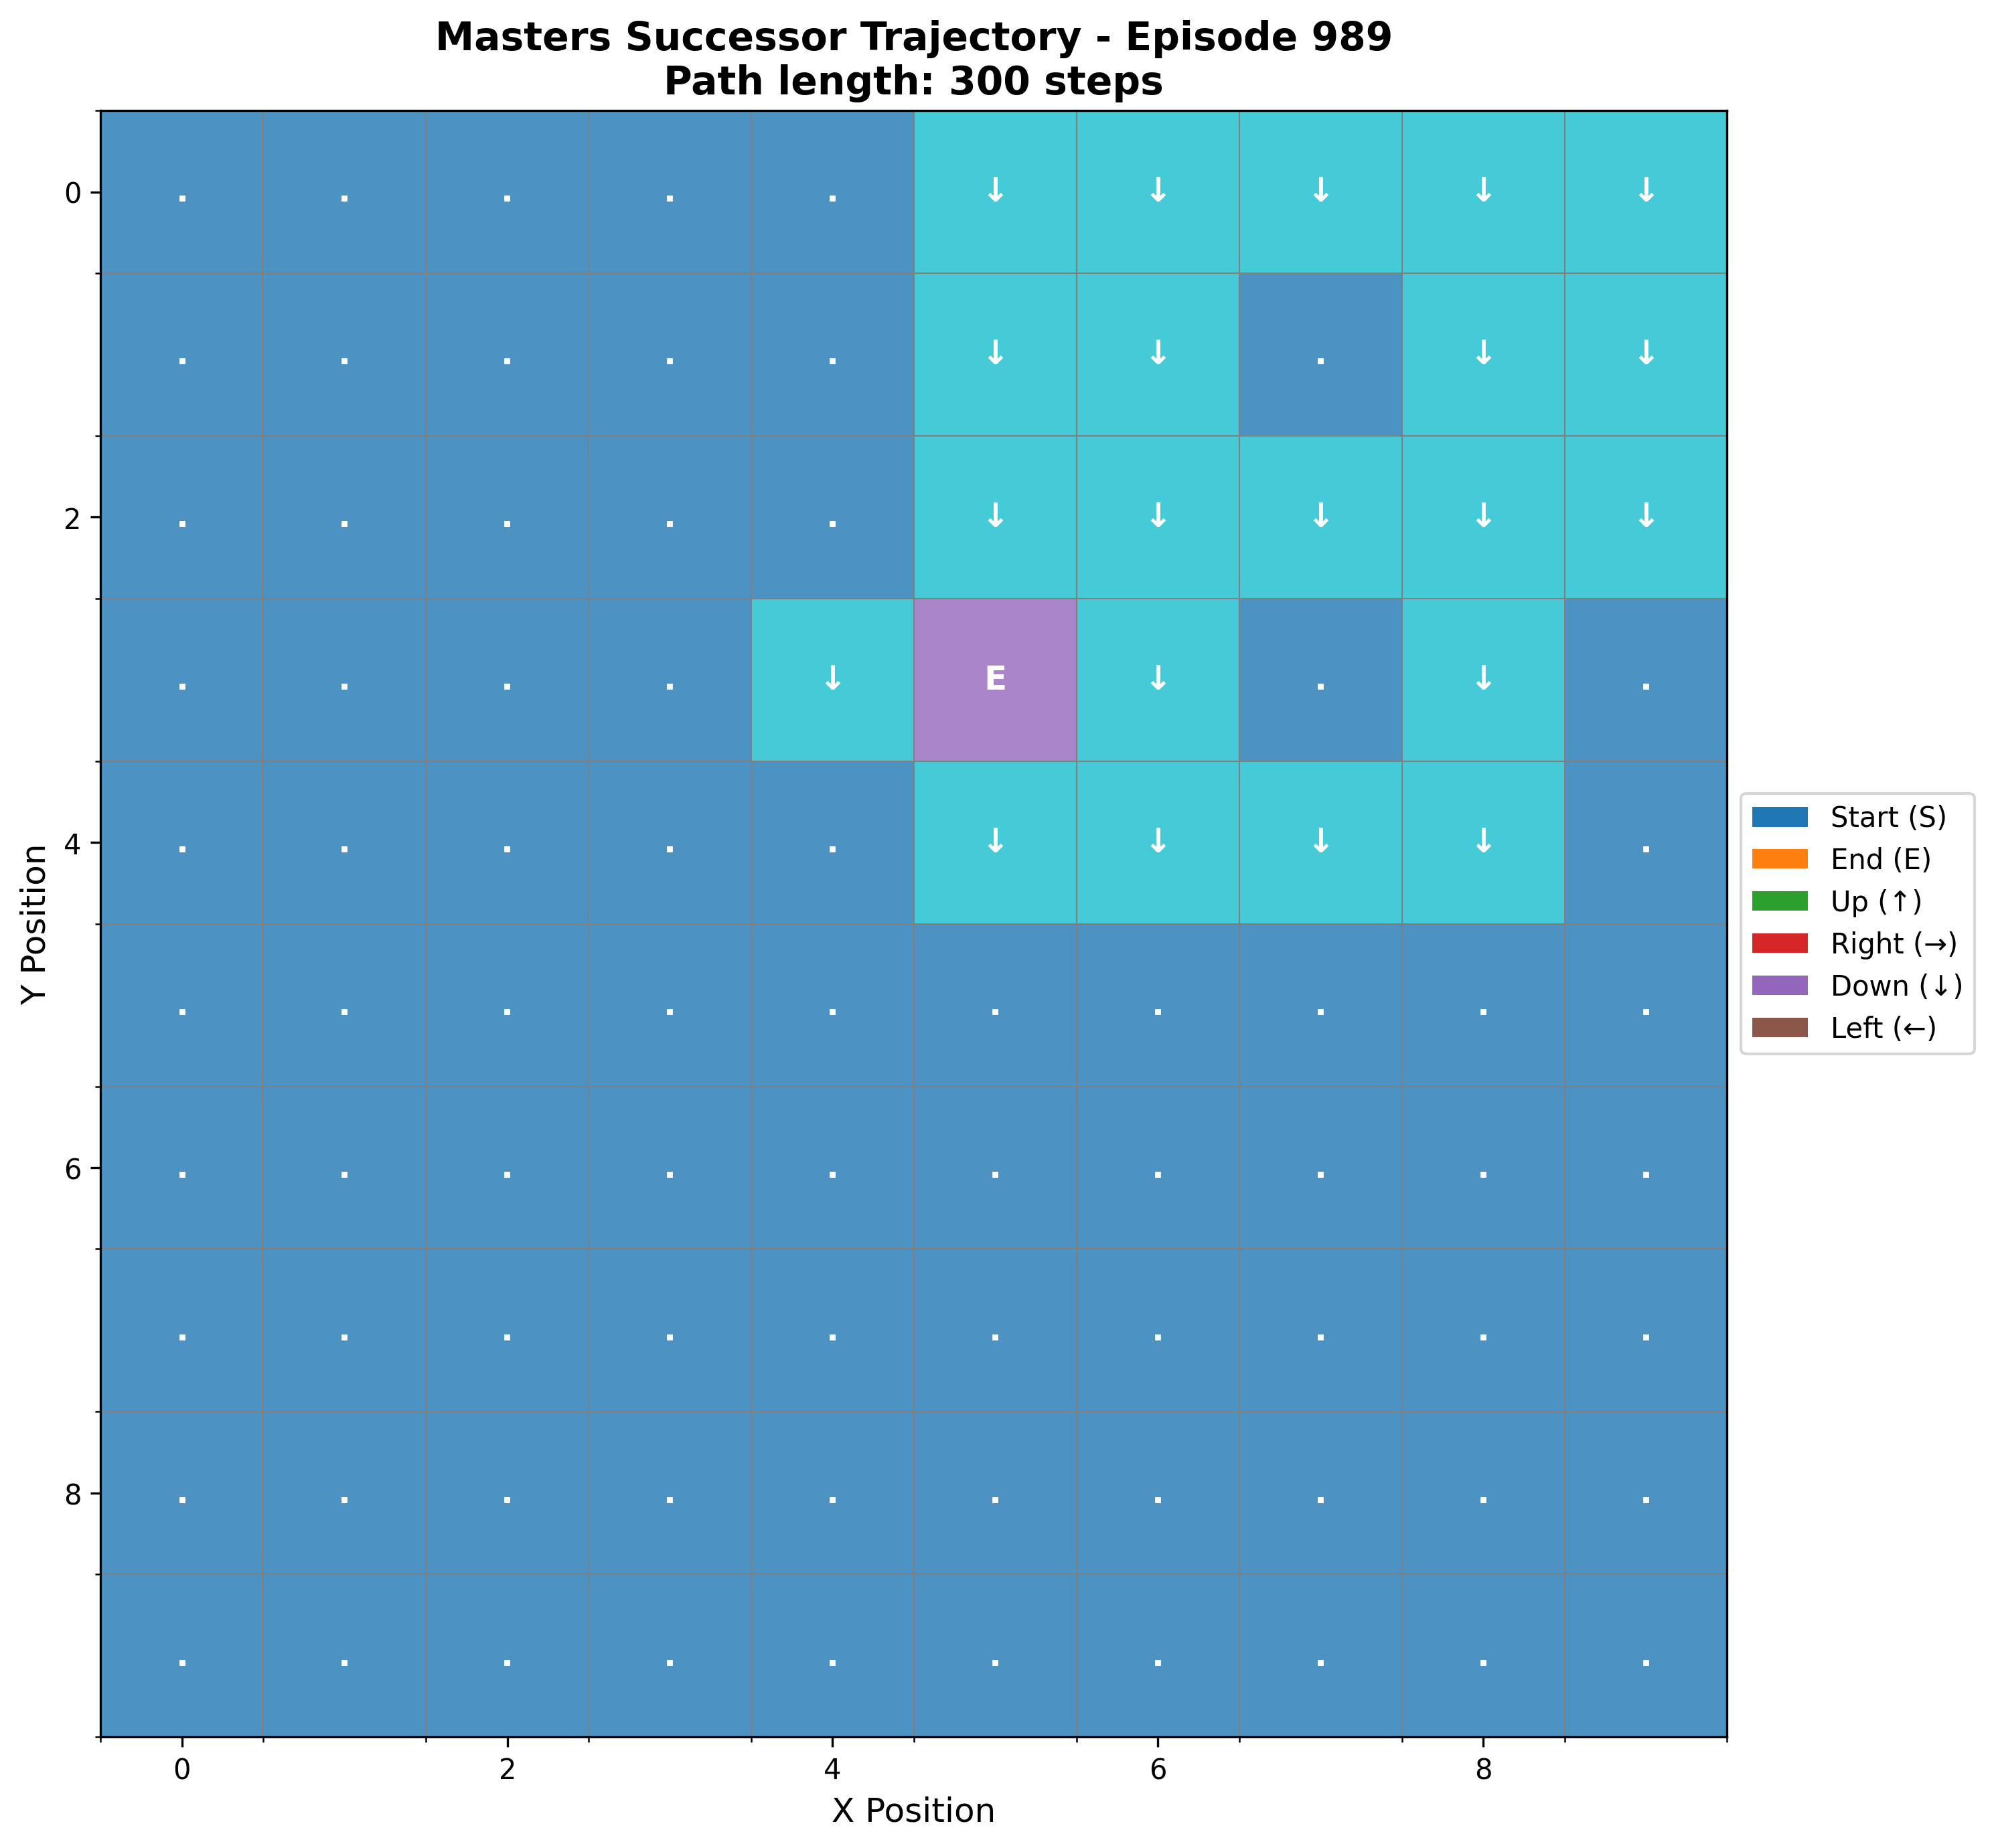 Masters Successor Trajectory - Episode 989
Path length: 300 steps
0 . . . . . ↓ ↓ ↓ ↓ ↓
. . . . . ↓ ↓ . ↓ ↓
2 . . . . . ↓ ↓ ↓ ↓ ↓
. . . . ↓ E ↓ . ↓ .
4 . . . . . ↓ ↓ ↓ ↓ .
. . . . . . . . . .
6 . . . . . . . . . .
. . . . . . . . . .
8 . . . . . . . . . .
. . . . . . . . . .
0 2 4 6 8
X Position
Y Position
Start (S)
End (E)
Up (↑)
Right (→)
Down (↓)
Left (←)